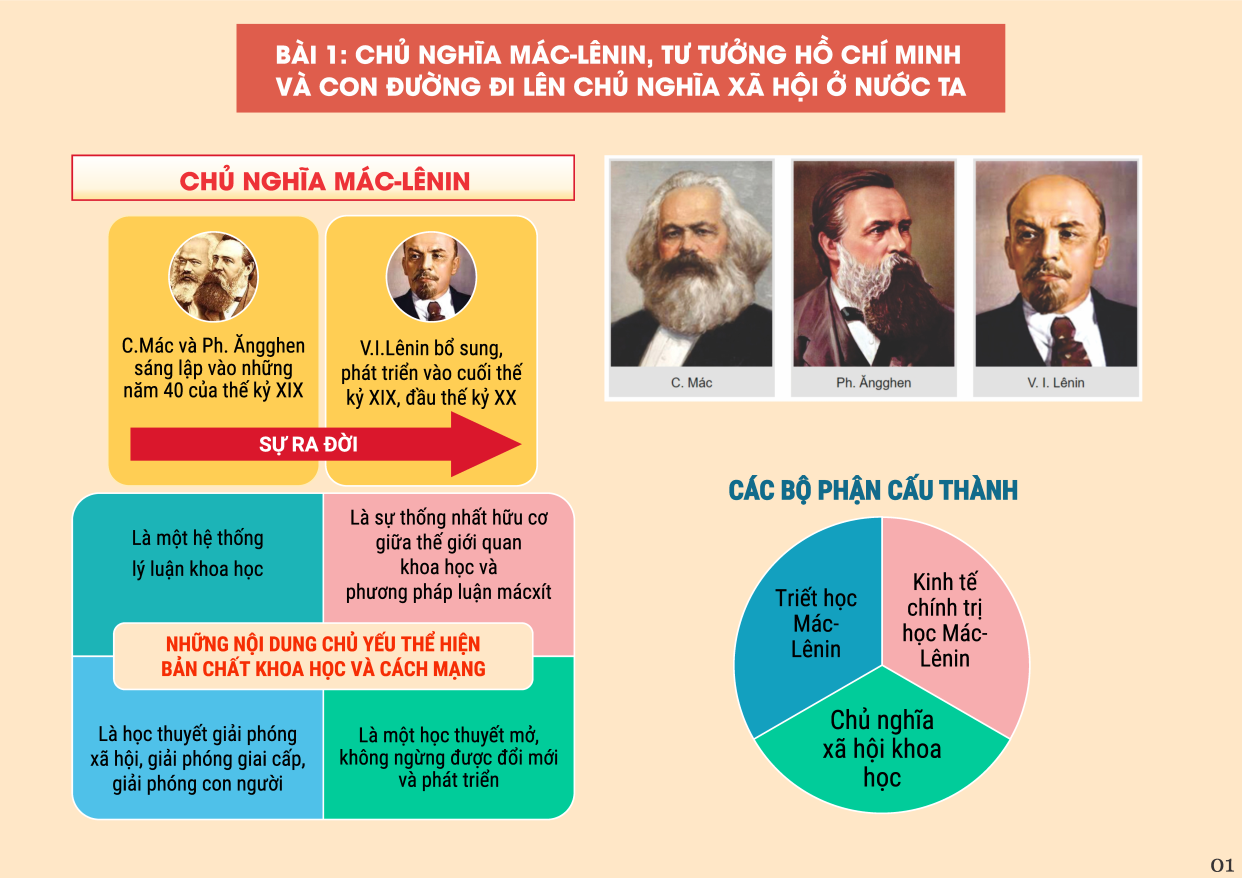 BÀI 1: CHỦ NGHĨA MÁC-LÊNIN, TƯ TƯỞNG HỒ CHÍ MINH
VÀ CON ĐƯỜNG ĐI LÊN CHỦ NGHĨA XÃ HỘI Ở NƯỚC TA
CHỦ NGHĨA MÁC-LÊNIN
C.Mác và Ph. Ăngghen
sáng lập vào những
năm 40 của thế kỷ XIX
V.I.Lênin bổ sung,
phát triển vào cuối thế
kỷ XIX, đầu thế kỷ XX
SỰ RA ĐỜI
Là một hệ thống
lý luận khoa học
Là sự thống nhất hữu cơ
giữa thế giới quan
khoa học và
phương pháp luận mácxít
NHỮNG NỘI DUNG CHỦ YẾU THỂ HIỆN
BẢN CHẤT KHOA HỌC VÀ CÁCH MẠNG
Là học thuyết giải phóng
xã hội, giải phóng giai cấp,
giải phóng con người
Là một học thuyết mở,
không ngừng được đổi mới
và phát triển
C. Mác
Ph. Ăngghen
V. I. Lênin
CÁC BỘ PHẬN CẤU THÀNH
Triết học
Mác-
Lênin
Kinh tế
chính trị
học Mác-
Lênin
Chủ nghĩa
xã hội khoa
học
01